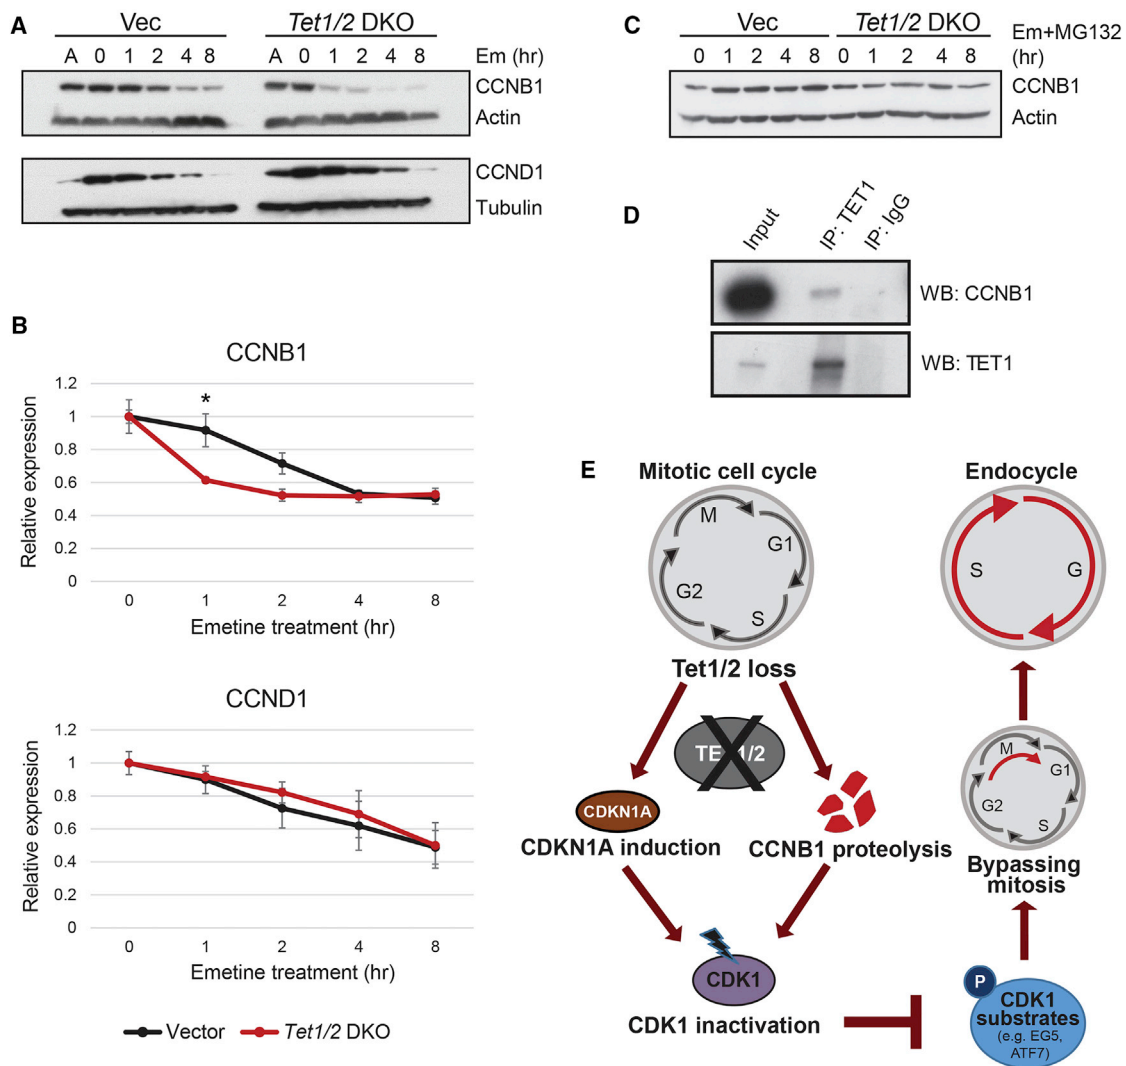 A
Vec
Tet1/2 DKO
A 0 1 2 4 8
A 0 1 2 4 8
Em (hr)
CCNB1
Actin
CCND1
Tubulin
B
CCNB1
Relative expression
1.2
1
0.8
0.6
0.4
0.2
0
*
0 1 2 4 8
Emetine treatment (hr)
CCND1
Relative expression
1.2
1
0.8
0.6
0.4
0.2
0
0 1 2 4 8
Emetine treatment (hr)
Vector
Tet1/2 DKO
C
Vec
Tet1/2 DKO
Em+MG132
(hr)
0 1 2 4 8
0 1 2 4 8
CCNB1
Actin
D
Input
IP: TET1
IP: IgG
WB: CCNB1
WB: TET1
E
Mitotic cell cycle
M
G1
S
G2
Tet1/2 loss
TE 1/2
CDKN1A
CDKN1A induction
CCNB1 proteolysis
CDK1
CDK1 inactivation
Endocycle
S
G
M
G1
S
G2
Bypassing
mitosis
P
CDK1
substrates
(e.g. EG5,
ATF7)